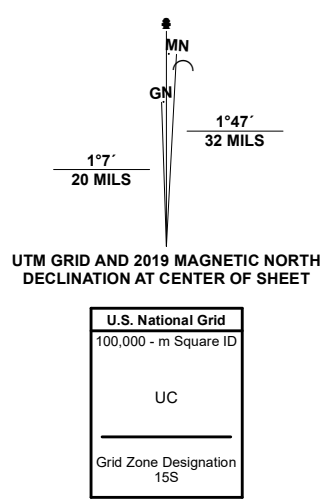 MN
GN
1°47´
32 MILS
1°7´
20 MILS
UTM GRID AND 2019 MAGNETIC NORTH
DECLINATION AT CENTER OF SHEET
U.S. National Grid
100,000 - m Square ID
UC
Grid Zone Designation
15S